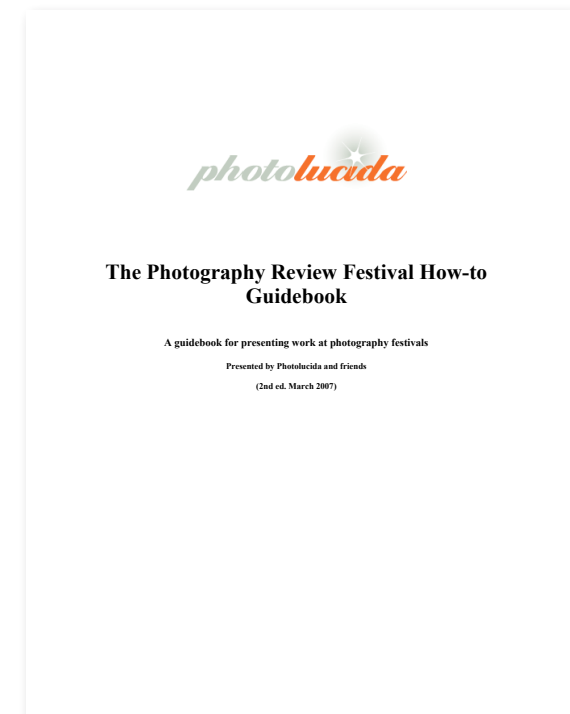 photolucida
The Photography Review Festival How-to
Guidebook
A guidebook for presenting work at photography festivals
Presented by Photolucida and friends
(2nd ed. March 2007)